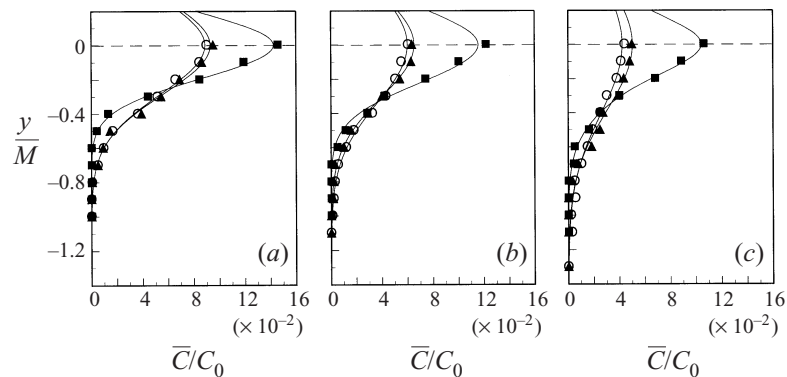 0
–0.4
y
M
–0.8
–1.2
(a) (b) (c)
0 4 8 12 16 0 4 8 12 16 0 4 8 12 16
(× 10⁻²) (× 10⁻²) (× 10⁻²)
C̅/C₀ C̅/C₀ C̅/C₀